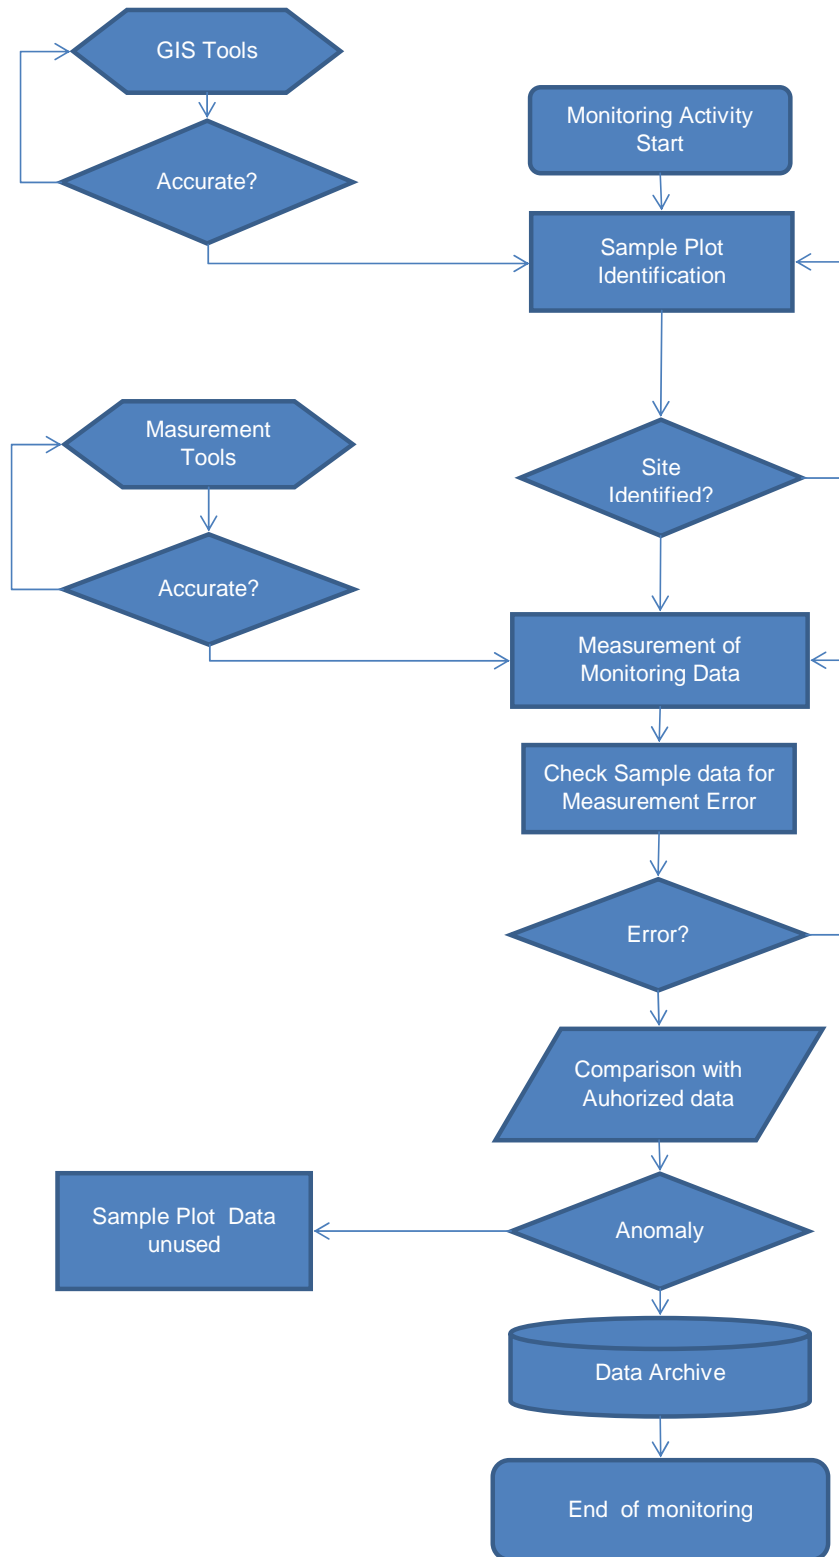 GIS Tools
Accurate?
Monitoring Activity
Start
Sample Plot
Identification
Masurement
Tools
Accurate?
Site
Identified?
Measurement of
Monitoring Data
Check Sample data for
Measurement Error
Error?
Comparison with
Auhorized data
Sample Plot  Data
unused
Anomaly
Data Archive
End  of monitoring